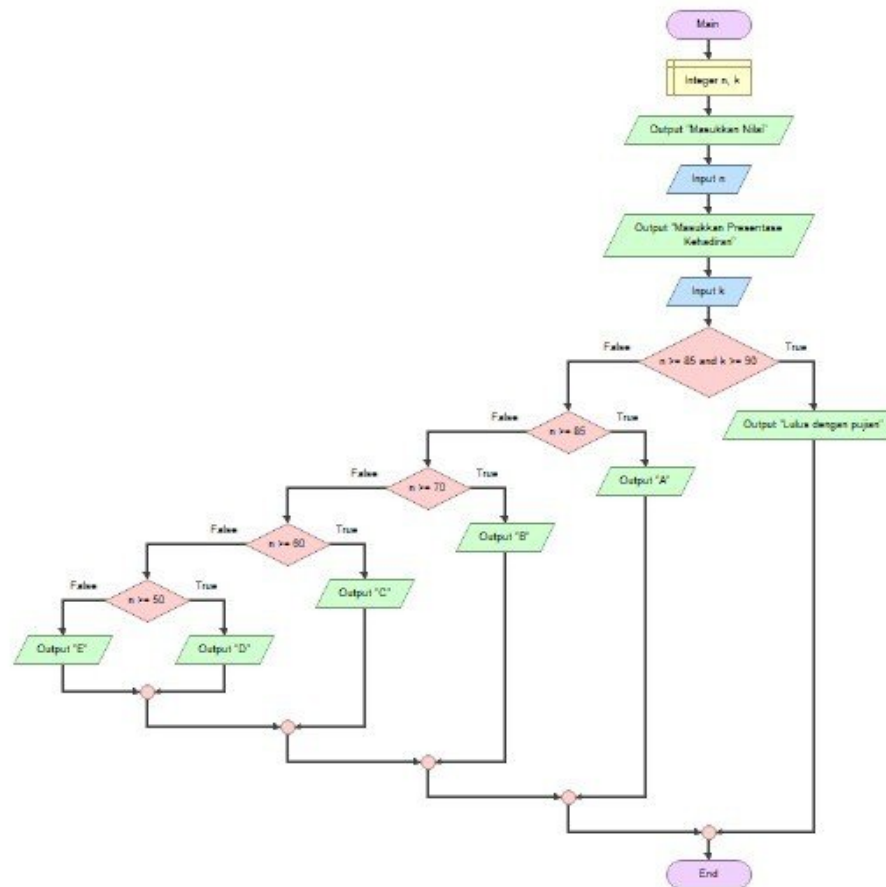 Main
Integer n, k
Output "Masukkan Nilai"
Input n
Output "Masukkan Presentase
Kehadiran"
Input k
False
n >= 85 and k >= 90
True
False
n >= 85
True
Output "Lulus dengan pujian"
False
n >= 70
True
Output "A"
False
n >= 60
True
Output "B"
False
n >= 50
True
Output "C"
Output "E"
Output "D"
End